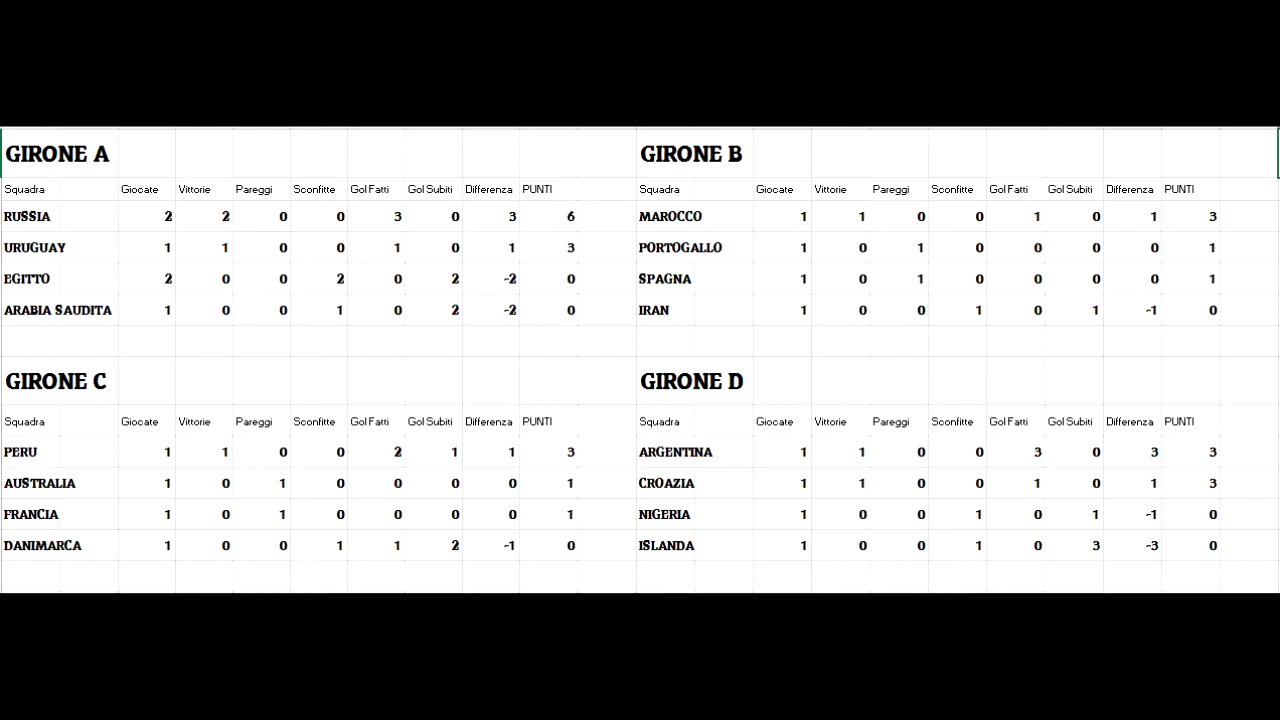 GIRONE A
Squadra Giocate Vittorie Pareggi Sconfitte Gol Fatti Gol Subiti Differenza PUNTI
RUSSIA 2 2 0 0 3 0 3 6
URUGUAY 1 1 0 0 1 0 1 3
EGITTO 2 0 0 2 0 2 -2 0
ARABIA SAUDITA 1 0 0 1 0 2 -2 0
GIRONE B
Squadra Giocate Vittorie Pareggi Sconfitte Gol Fatti Gol Subiti Differenza PUNTI
MAROCCO 1 1 0 0 1 0 1 3
PORTOGALLO 1 0 1 0 0 0 0 1
SPAGNA 1 0 1 0 0 0 0 1
IRAN 1 0 0 1 0 1 -1 0
GIRONE C
Squadra Giocate Vittorie Pareggi Sconfitte Gol Fatti Gol Subiti Differenza PUNTI
PERU 1 1 0 0 2 1 1 3
AUSTRALIA 1 0 1 0 0 0 0 1
FRANCIA 1 0 1 0 0 0 0 1
DANIMARCA 1 0 0 1 1 2 -1 0
GIRONE D
Squadra Giocate Vittorie Pareggi Sconfitte Gol Fatti Gol Subiti Differenza PUNTI
ARGENTINA 1 1 0 0 3 0 3 3
CROAZIA 1 1 0 0 1 0 1 3
NIGERIA 1 0 0 1 0 1 -1 0
ISLANDA 1 0 0 1 0 3 -3 0